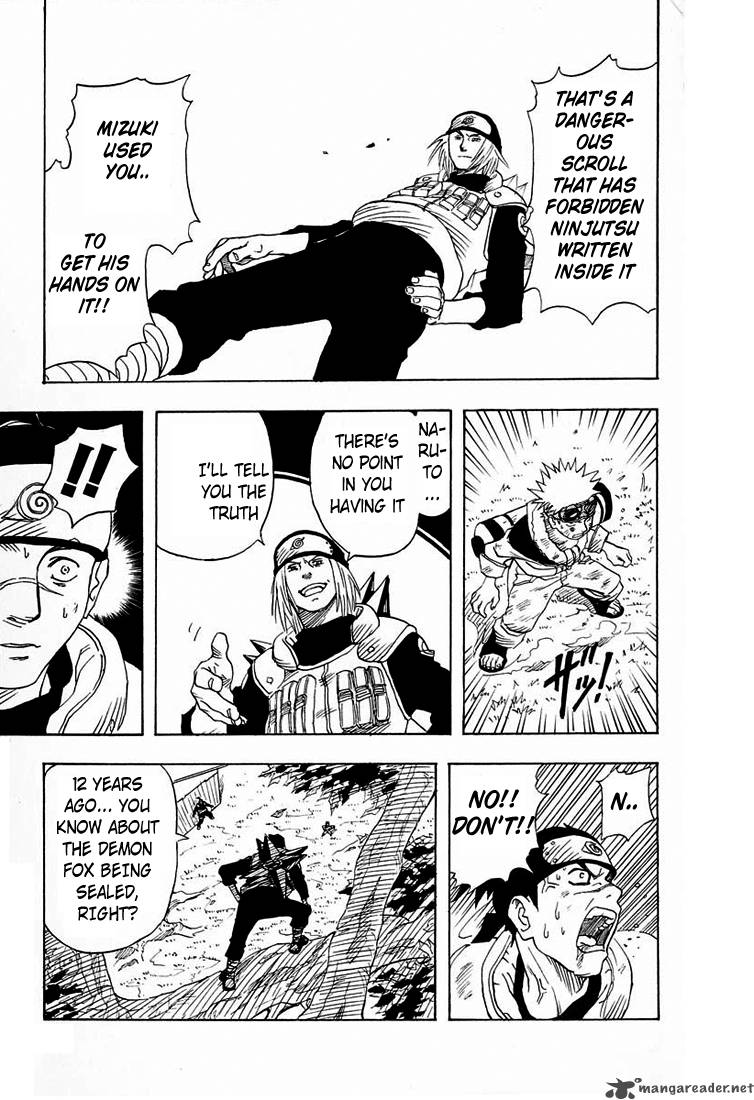 THAT'S A
DANGER-
OUS
SCROLL
THAT HAS
FORBIDDEN
NINJUTSU
WRITTEN
INSIDE IT
MIZUKI
USED
YOU..
TO
GET HIS
HANDS ON
IT!!
ザッ!
NA-
RU-
TO
...
THERE'S
NO POINT
IN YOU
HAVING IT
I'LL TELL
YOU THE
TRUTH
!!
N..
NO!!
DON'T!!
12 YEARS
AGO... YOU
KNOW ABOUT
THE DEMON
FOX BEING
SEALED,
RIGHT?
mangareader.net